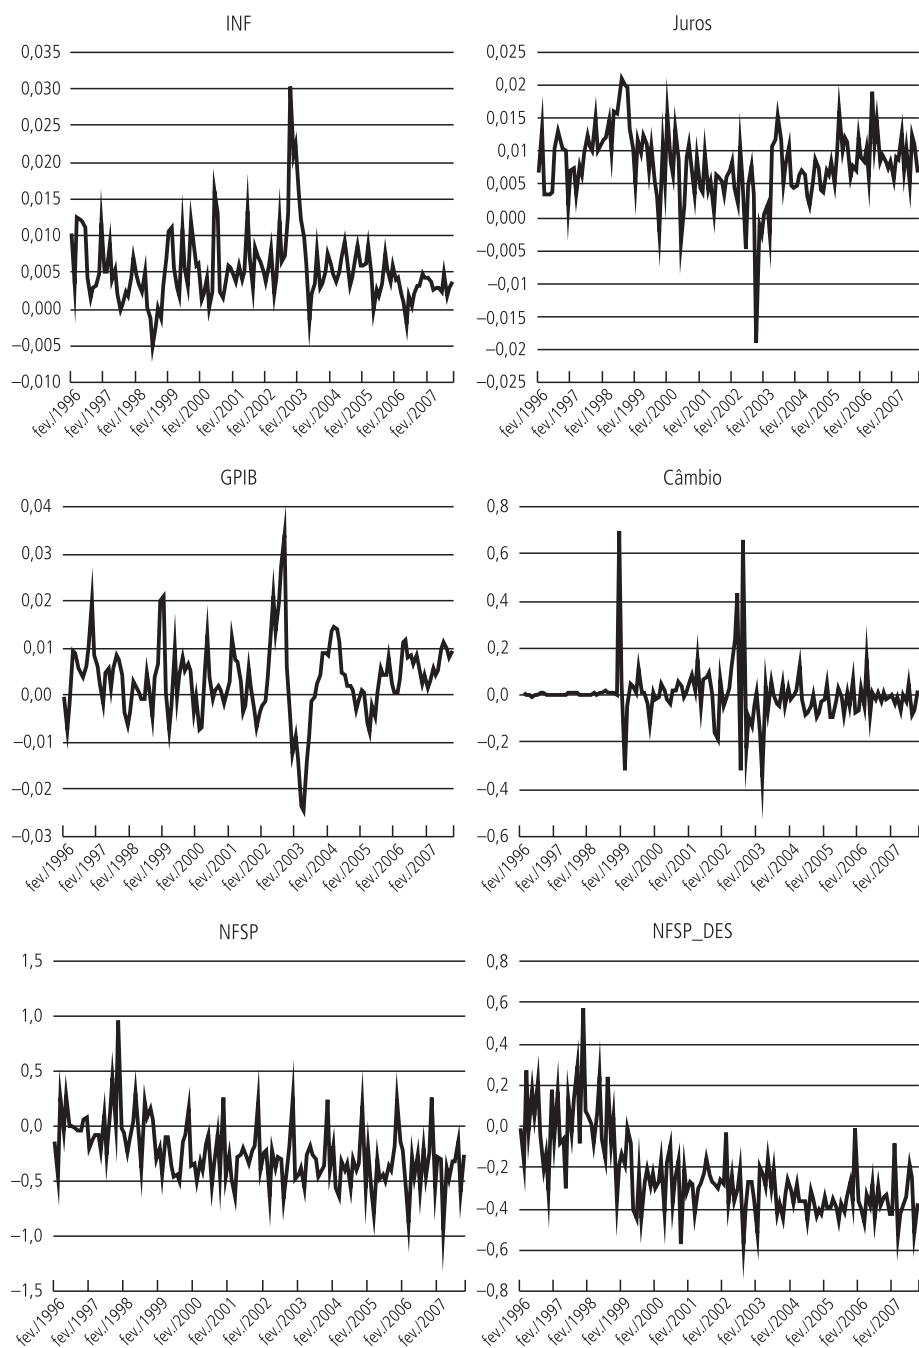 INF
0,035
0,030
0,025
0,020
0,015
0,010
0,005
0,000
–0,005
–0,010
fev./1996
fev./1997
fev./1998
fev./1999
fev./2000
fev./2001
fev./2002
fev./2003
fev./2004
fev./2005
fev./2006
fev./2007
Juros
0,025
0,02
0,015
0,01
0,005
0,000
–0,005
–0,01
–0,015
–0,02
–0,025
fev./1996
fev./1997
fev./1998
fev./1999
fev./2000
fev./2001
fev./2002
fev./2003
fev./2004
fev./2005
fev./2006
fev./2007
GPIB
0,04
0,03
0,02
0,01
0,00
–0,01
–0,02
–0,03
fev./1996
fev./1997
fev./1998
fev./1999
fev./2000
fev./2001
fev./2002
fev./2003
fev./2004
fev./2005
fev./2006
fev./2007
Câmbio
0,8
0,6
0,4
0,2
0,0
–0,2
–0,4
–0,6
fev./1996
fev./1997
fev./1998
fev./1999
fev./2000
fev./2001
fev./2002
fev./2003
fev./2004
fev./2005
fev./2006
fev./2007
NFSP
1,5
1,0
0,5
0,0
–0,5
–1,0
–1,5
fev./1996
fev./1997
fev./1998
fev./1999
fev./2000
fev./2001
fev./2002
fev./2003
fev./2004
fev./2005
fev./2006
fev./2007
NFSP_DES
0,8
0,6
0,4
0,2
0,0
–0,2
–0,4
–0,6
–0,8
fev./1996
fev./1997
fev./1998
fev./1999
fev./2000
fev./2001
fev./2002
fev./2003
fev./2004
fev./2005
fev./2006
fev./2007